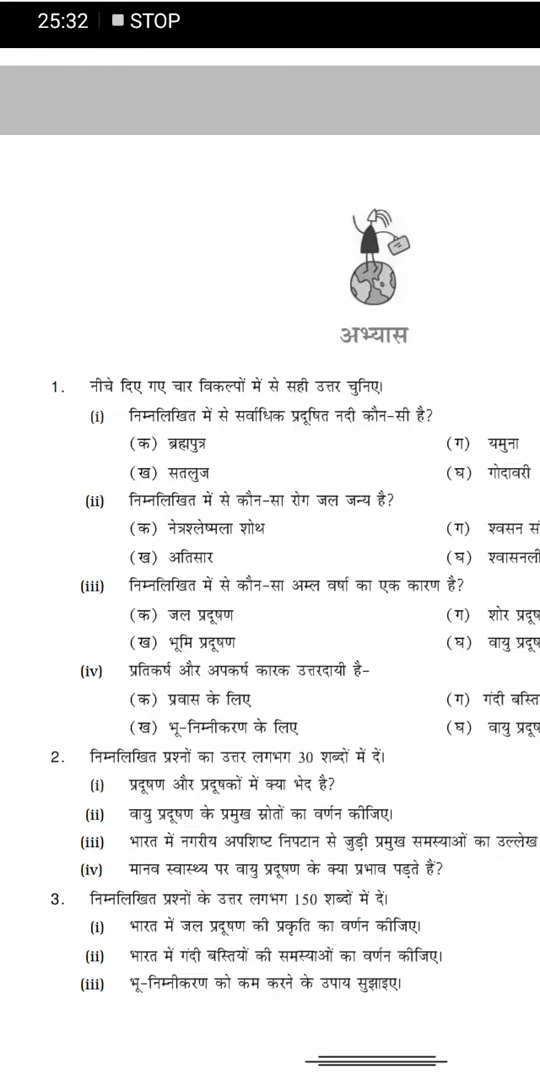 25:32 STOP
अभ्यास
1. नीचे दिए गए चार विकल्पों में से सही उत्तर चुनिए।
(i) निम्नलिखित में से सर्वाधिक प्रदूषित नदी कौन-सी है?
(क) ब्रह्मपुत्र (ग) यमुना
(ख) सतलुज (घ) गोदावरी
(ii) निम्नलिखित में से कौन-सा रोग जल जन्य है?
(क) नेत्रश्लेष्मला शोथ (ग) श्वसन
(ख) अतिसार (घ)
(iii) निम्नलिखित में से कौन-सा अम्ल वर्षा का एक कारण है?
(क) जल प्रदूषण (ग) शोर
(ख) भूमि प्रदूषण (घ) वायु
(iv) प्रतिकर्ष और अपकर्ष कारक उत्तरदायी है-
(क) प्रवास के लिए (ग) गंदी
(ख) भू-निम्नीकरण के लिए (घ) वायु
2. निम्नलिखित प्रश्नों का उत्तर लगभग 30 शब्दों में दें।
(i) प्रदूषण और प्रदूषकों में क्या भेद है?
(ii) वायु प्रदूषण के प्रमुख स्रोतों का वर्णन कीजिए।
(iii) भारत में नगरीय अपशिष्ट निपटान से जुड़ी प्रमुख समस्याओं का उल्लेख
(iv) मानव स्वास्थ्य पर वायु प्रदूषण के क्या प्रभाव पड़ते हैं?
3. निम्नलिखित प्रश्नों के उत्तर लगभग 150 शब्दों में दें।
(i) भारत में जल प्रदूषण की प्रकृति का वर्णन कीजिए।
(ii) भारत में गंदी बस्तियों की समस्याओं का वर्णन कीजिए।
(iii) भू-निम्नीकरण को कम करने के उपाय सुझाइए।